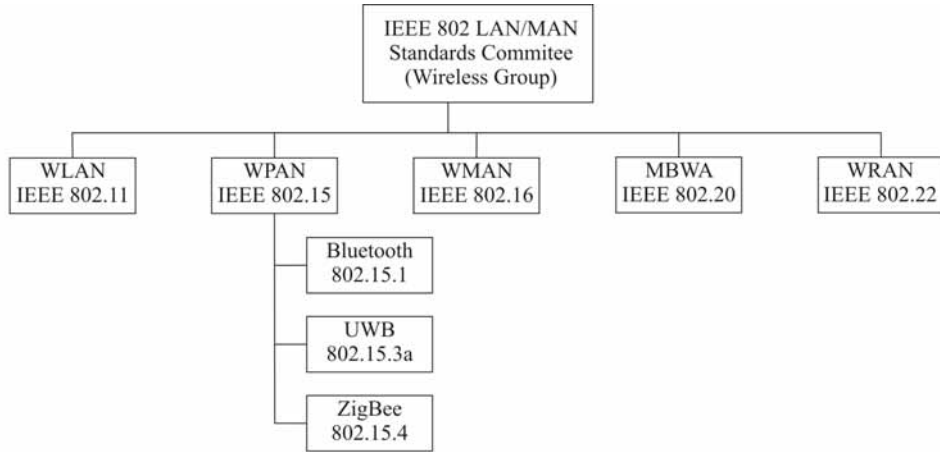 IEEE 802 LAN/MAN
Standards Commitee
(Wireless Group)
WLAN
IEEE 802.11
WPAN
IEEE 802.15
WMAN
IEEE 802.16
MBWA
IEEE 802.20
WRAN
IEEE 802.22
Bluetooth
802.15.1
UWB
802.15.3a
ZigBee
802.15.4